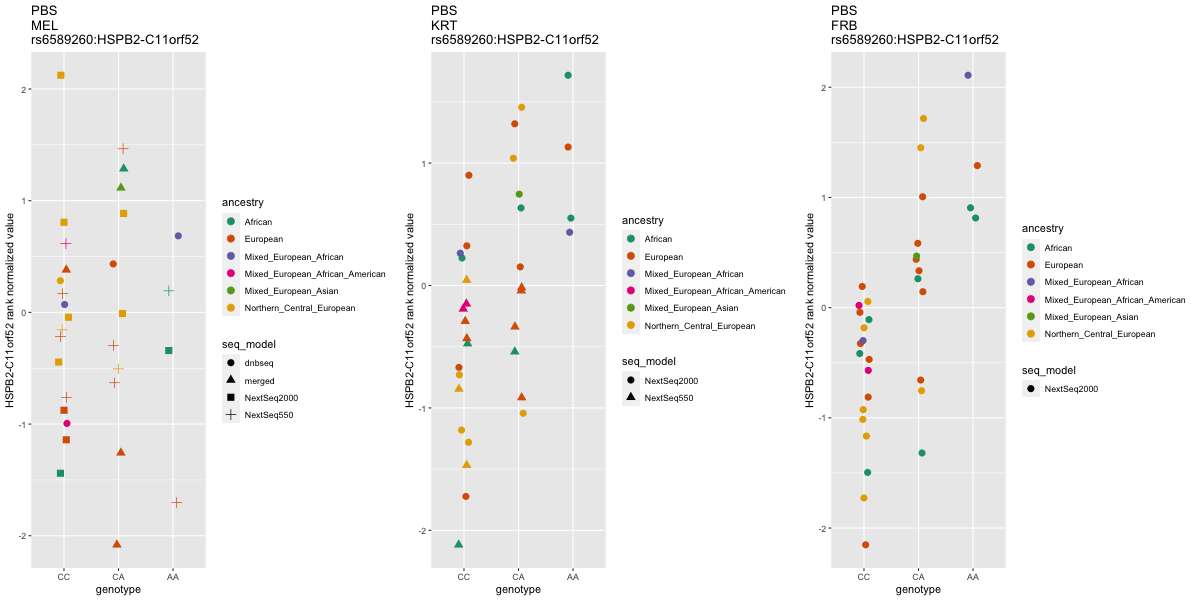 PBS
MEL
rs6589260:HSPB2-C11orf52
HSPB2-C11orf52 rank normalized value
2
1
0
-1
-2
CC
CA
AA
genotype
ancestry
African
European
Mixed_European_African
Mixed_European_African_American
Mixed_European_Asian
Northern_Central_European
seq_model
dnbseq
merged
NextSeq2000
NextSeq550
PBS
KRT
rs6589260:HSPB2-C11orf52
HSPB2-C11orf52 rank normalized value
1
0
-1
-2
CC
CA
AA
genotype
ancestry
African
European
Mixed_European_African
Mixed_European_African_American
Mixed_European_Asian
Northern_Central_European
seq_model
NextSeq2000
NextSeq550
PBS
FRB
rs6589260:HSPB2-C11orf52
HSPB2-C11orf52 rank normalized value
2
1
0
-1
-2
CC
CA
AA
genotype
ancestry
African
European
Mixed_European_African
Mixed_European_African_American
Mixed_European_Asian
Northern_Central_European
seq_model
NextSeq2000